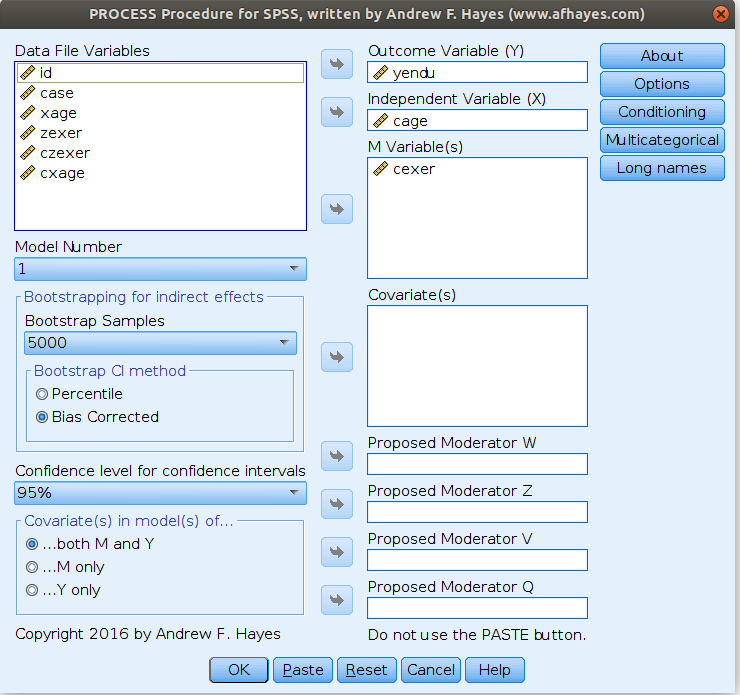 PROCESS Procedure for SPSS, written by Andrew F. Hayes (www.afhayes.com)
Data File Variables
id
case
xage
zexer
czexer
cxage
Model Number
1
Bootstrapping for indirect effects
Bootstrap Samples
5000
Bootstrap CI method
Percentile
Bias Corrected
Confidence level for confidence intervals
95%
Covariate(s) in model(s) of...
...both M and Y
...M only
...Y only
Copyright 2016 by Andrew F. Hayes
Outcome Variable (Y)
yendu
Independent Variable (X)
cage
M Variable(s)
cexer
Covariate(s)
Proposed Moderator W
Proposed Moderator Z
Proposed Moderator V
Proposed Moderator Q
Do not use the PASTE button.
About
Options
Conditioning
Multicategorical
Long names
OK Paste Reset Cancel Help